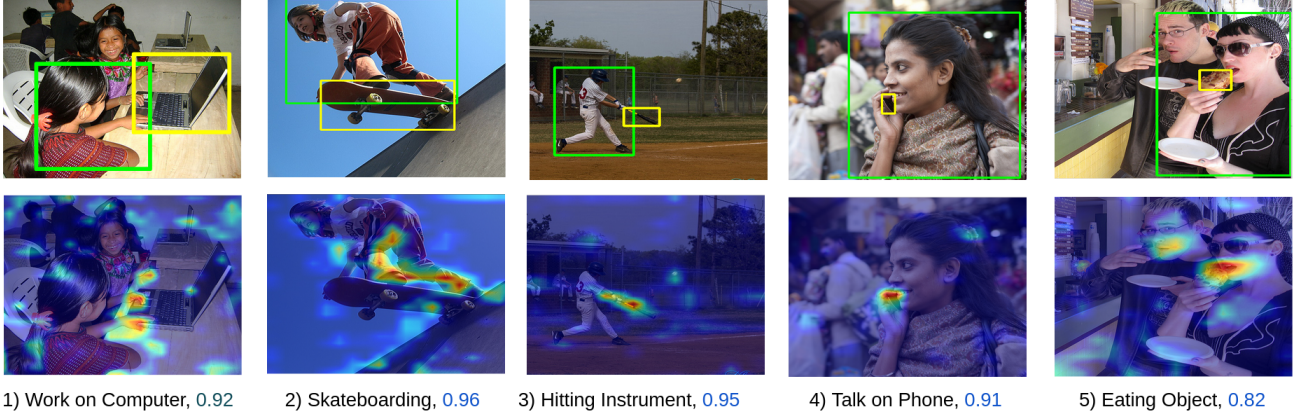 1) Work on Computer, 0.92
2) Skateboarding, 0.96
3) Hitting Instrument, 0.95
4) Talk on Phone, 0.91
5) Eating Object, 0.82